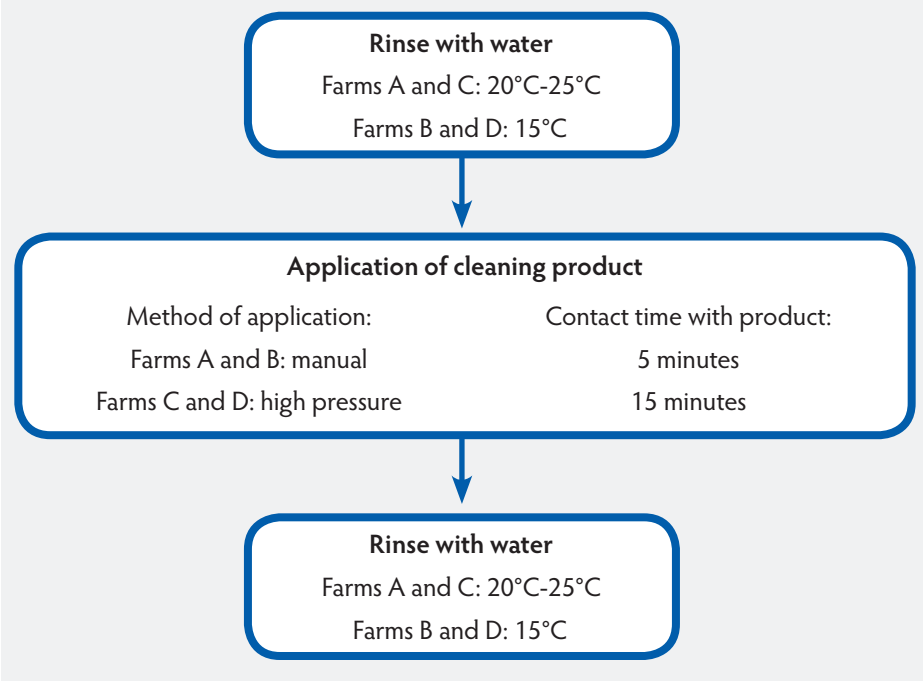 Rinse with water
Farms A and C: 20°C-25°C
Farms B and D: 15°C
Application of cleaning product
Method of application:
Farms A and B: manual
Farms C and D: high pressure
Contact time with product:
5 minutes
15 minutes
Rinse with water
Farms A and C: 20°C-25°C
Farms B and D: 15°C